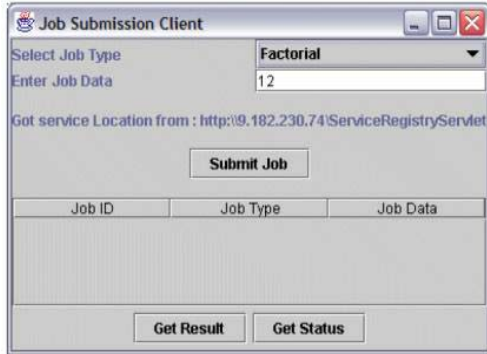 Job Submission Client
Select Job Type Factorial
Enter Job Data 12
Got service Location from : http:\\9.182.230.74\ServiceRegistryServlet
Submit Job
Job ID Job Type Job Data
Get Result Get Status